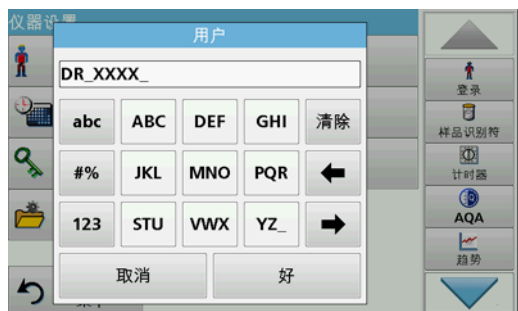 仪器设置
用户
DR_XXXX_
abc ABC DEF GHI 清除
#% JKL MNO PQR
123 STU VWX YZ_
取消 好
登录
样品识别符
计时器
AQA
趋势